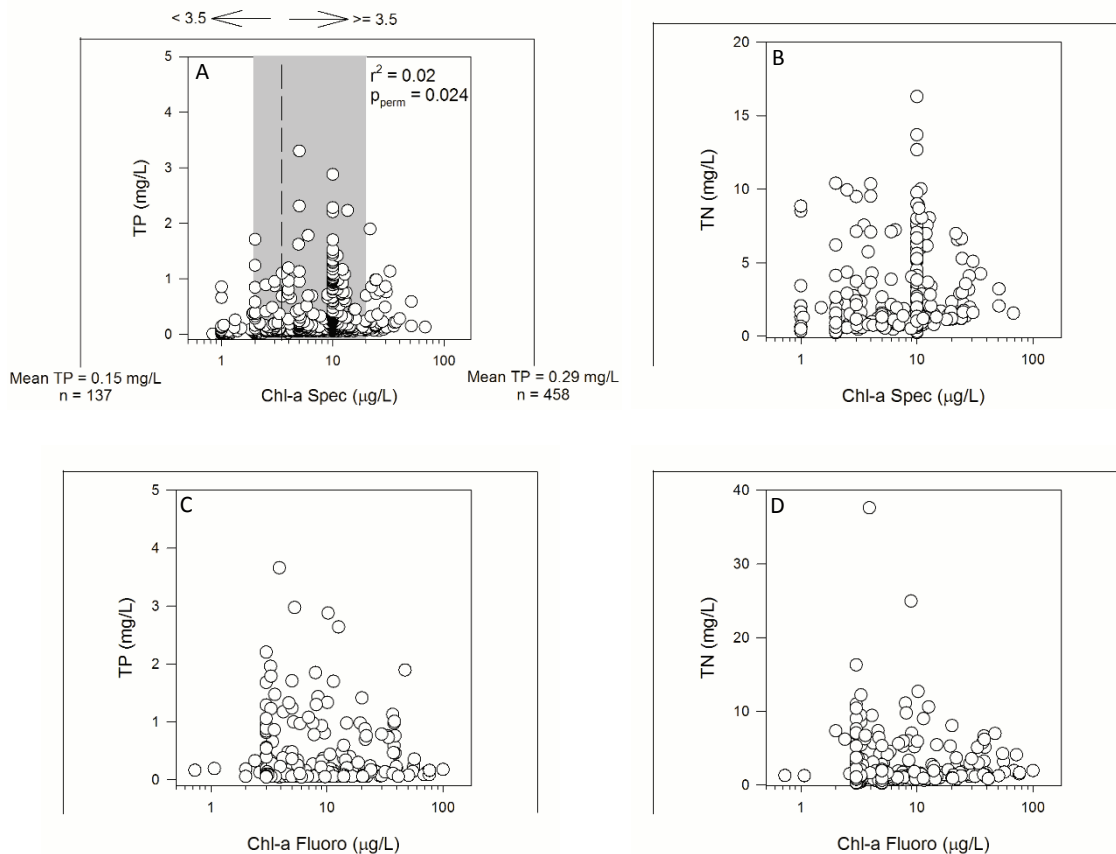 < 3.5 >= 3.5
A
r² = 0.02
p_perm = 0.024
5
4
3
2
1
0
TP (mg/L)
1 10 100
Mean TP = 0.15 mg/L
n = 137
Chl-a Spec (µg/L)
Mean TP = 0.29 mg/L
n = 458
B
20
15
10
5
0
TN (mg/L)
1 10 100
Chl-a Spec (µg/L)
C
5
4
3
2
1
0
TP (mg/L)
1 10 100
Chl-a Fluoro (µg/L)
D
40
30
20
10
0
TN (mg/L)
1 10 100
Chl-a Fluoro (µg/L)